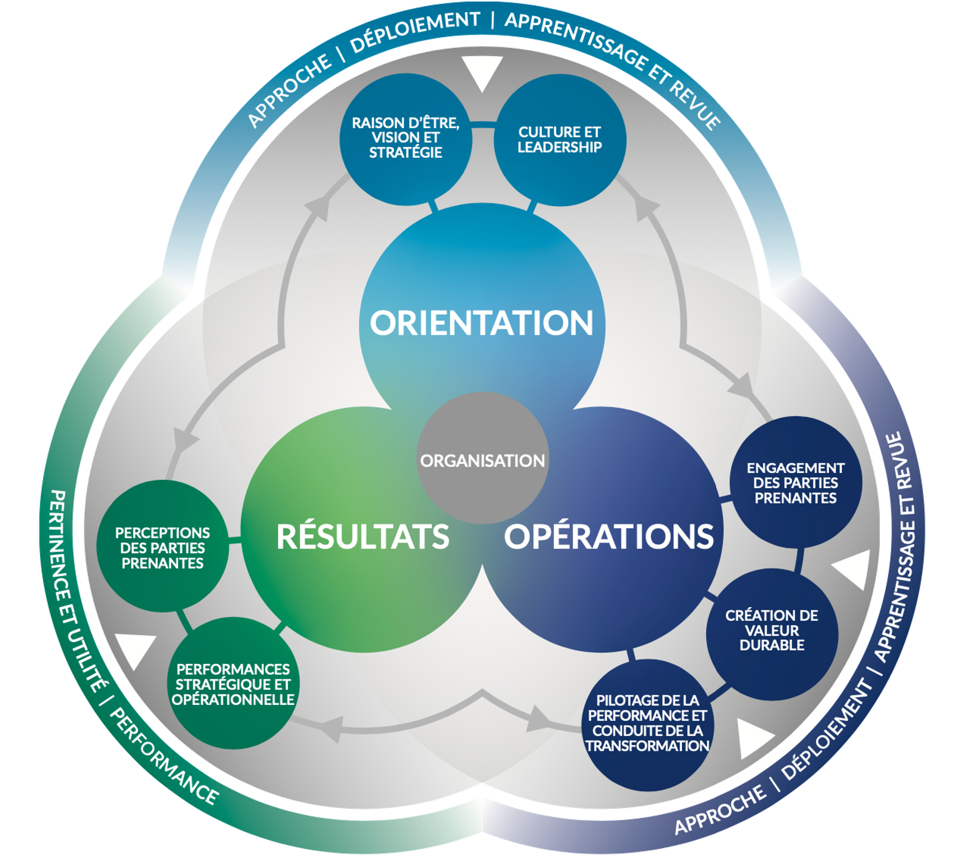 APPROCHE | DÉPLOIEMENT | APPRENTISSAGE ET REVUE
RAISON D'ÊTRE,
VISION ET
STRATÉGIE
CULTURE ET
LEADERSHIP
ORIENTATION
ORGANISATION
RÉSULTATS
OPÉRATIONS
ENGAGEMENT
DES PARTIES
PRENANTES
CRÉATION DE
VALEUR
DURABLE
PILOTAGE DE LA
PERFORMANCE ET
CONDUITE DE LA
TRANSFORMATION
APPROCHE | DÉPLOIEMENT | APPRENTISSAGE ET REVUE
PERCEPTIONS
DES PARTIES
PRENANTES
PERFORMANCES
STRATÉGIQUE ET
OPÉRATIONNELLE
PERTINENCE ET UTILITÉ | PERFORMANCE